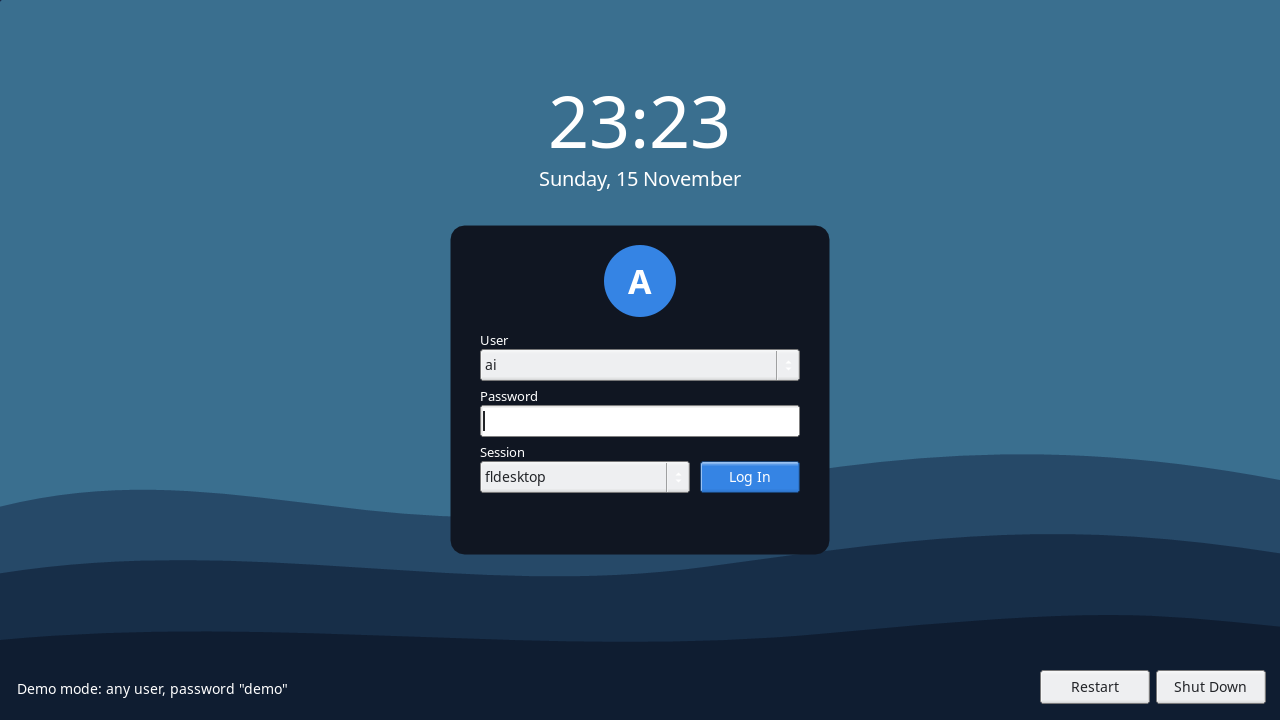 23:23
Sunday, 15 November
A
User
ai
Password
Session
fldesktop
Log In
Demo mode: any user, password "demo"
Restart
Shut Down